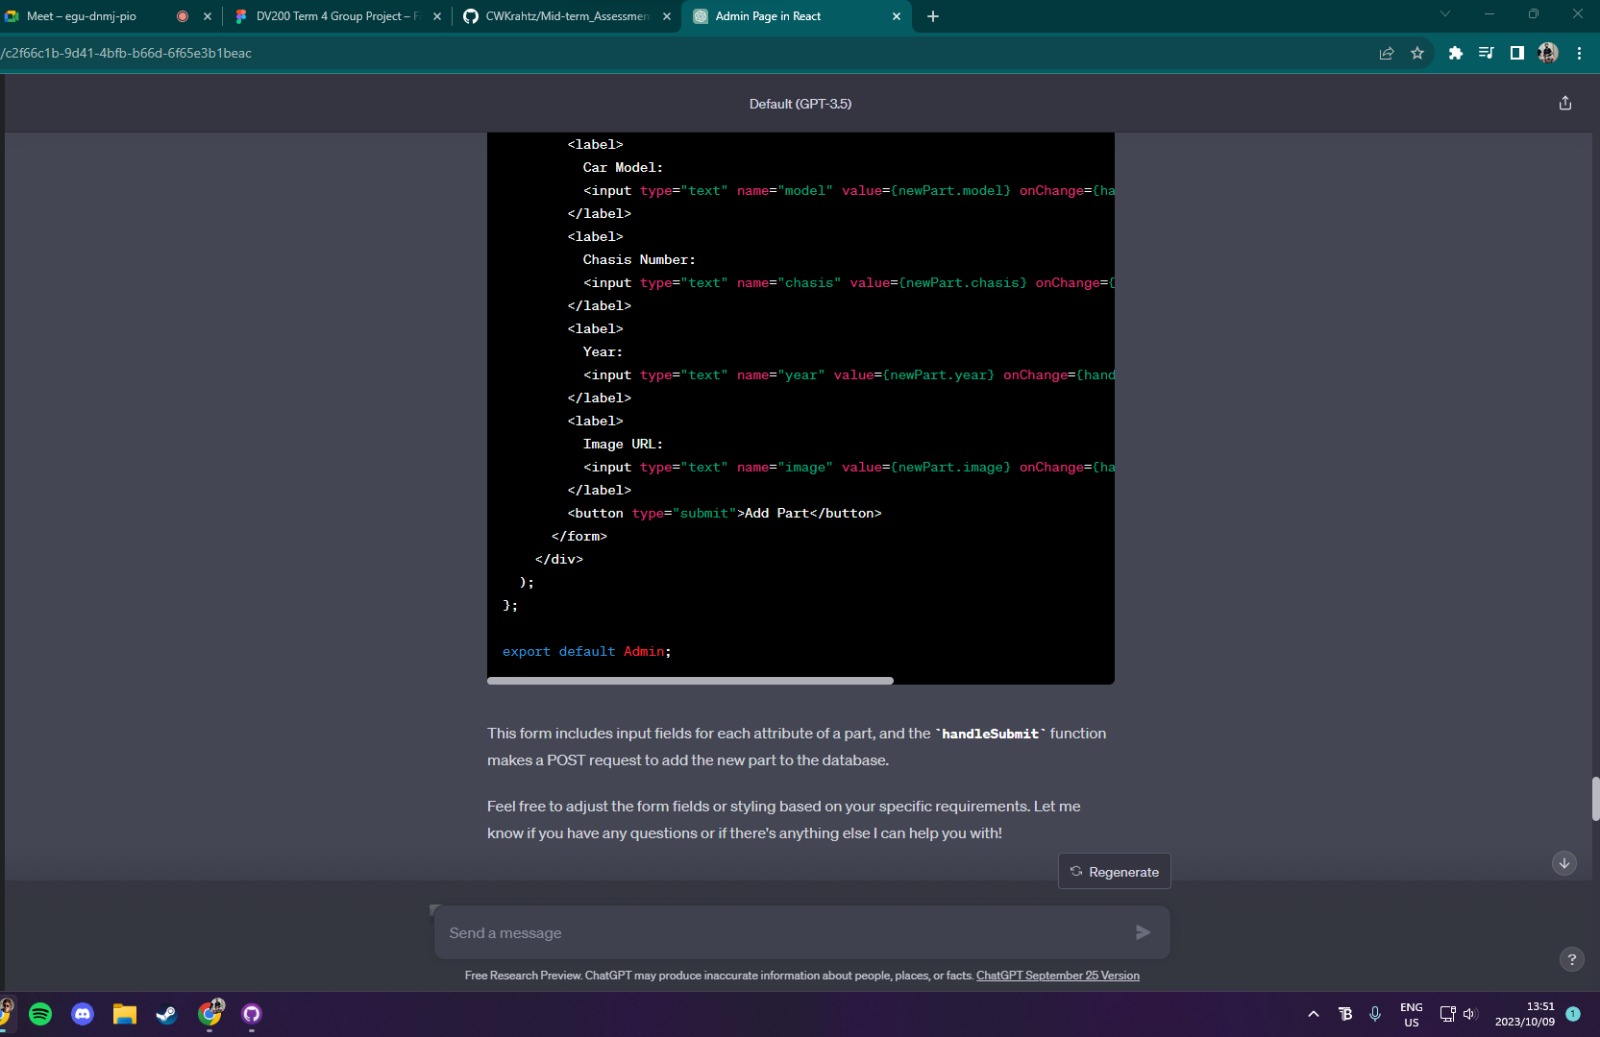 Meet – egu-dnmj-pio
DV200 Term 4 Group Project – Fi
CWKrahtz/Mid-term_Assessmen
Admin Page in React
/c2f66c1b-9d41-4bfb-b66d-6f65e3b1beac
Default (GPT-3.5)
<label>
Car Model:
<input type="text" name="model" value={newPart.model} onChange={ha
</label>
<label>
Chasis Number:
<input type="text" name="chasis" value={newPart.chasis} onChange={
</label>
<label>
Year:
<input type="text" name="year" value={newPart.year} onChange={hand
</label>
<label>
Image URL:
<input type="text" name="image" value={newPart.image} onChange={ha
</label>
<button type="submit">Add Part</button>
</form>
</div>
);
};
export default Admin;
This form includes input fields for each attribute of a part, and the `handleSubmit` function
makes a POST request to add the new part to the database.
Feel free to adjust the form fields or styling based on your specific requirements. Let me
know if you have any questions or if there's anything else I can help you with!
Regenerate
Send a message
Free Research Preview. ChatGPT may produce inaccurate information about people, places, or facts. ChatGPT September 25 Version
?
ENG
US
13:51
2023/10/09
1